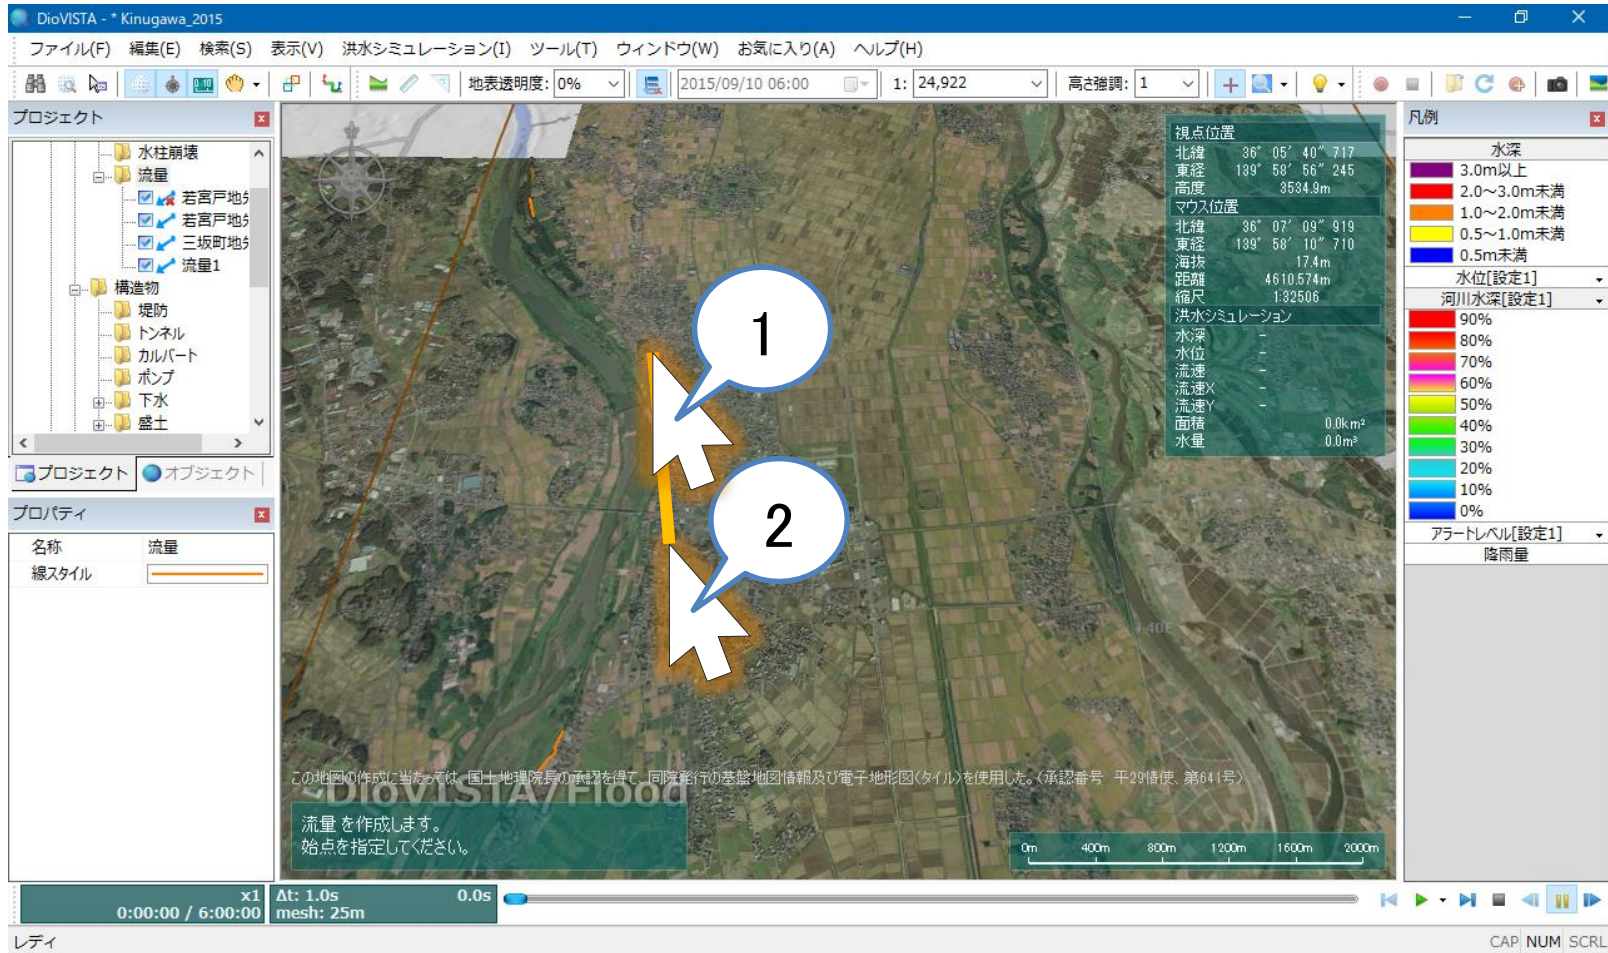 DioVISTA - * Kinugawa_2015
ファイル(F) 編集(E) 検索(S) 表示(V) 洪水シミュレーション(I) ツール(T) ウィンドウ(W) お気に入り(A) ヘルプ(H)
地表透明度: 0% 2015/09/10 06:00 1: 24,922 高さ強調: 1
プロジェクト
水柱崩壊
流量
若宮戸地先
若宮戸地先
三坂町地先
流量1
構造物
堤防
トンネル
カルバート
ポンプ
下水
盛土
プロジェクト オブジェクト
プロパティ
名称 流量
線スタイル
1
2
視点位置
北緯 36° 05′ 40″ 717
東経 139° 58′ 56″ 245
高度 3534.9m
マウス位置
北緯 36° 07′ 09″ 919
東経 139° 58′ 10″ 710
海抜 17.4m
距離 4610.574m
縮尺 1:32506
洪水シミュレーション
水深 -
水位 -
流速 -
流速X -
流速Y -
面積 0.0km²
水量 0.0m³
140E
この地図の作成に当たっては、国土地理院長の承認を得て、同院発行の基盤地図情報及び電子地形図(タイル)を使用した。(承認番号 平29情使、第641号)
DioVISTA/Flood
流量 を作成します。
始点を指定してください。
0m 400m 800m 1200m 1600m 2000m
凡例
水深
3.0m以上
2.0～3.0m未満
1.0～2.0m未満
0.5～1.0m未満
0.5m未満
水位[設定1]
河川水深[設定1]
90%
80%
70%
60%
50%
40%
30%
20%
10%
0%
アラートレベル[設定1]
降雨量
x1
0:00:00 / 6:00:00
Δt: 1.0s 0.0s
mesh: 25m
レディ
CAP NUM SCRL